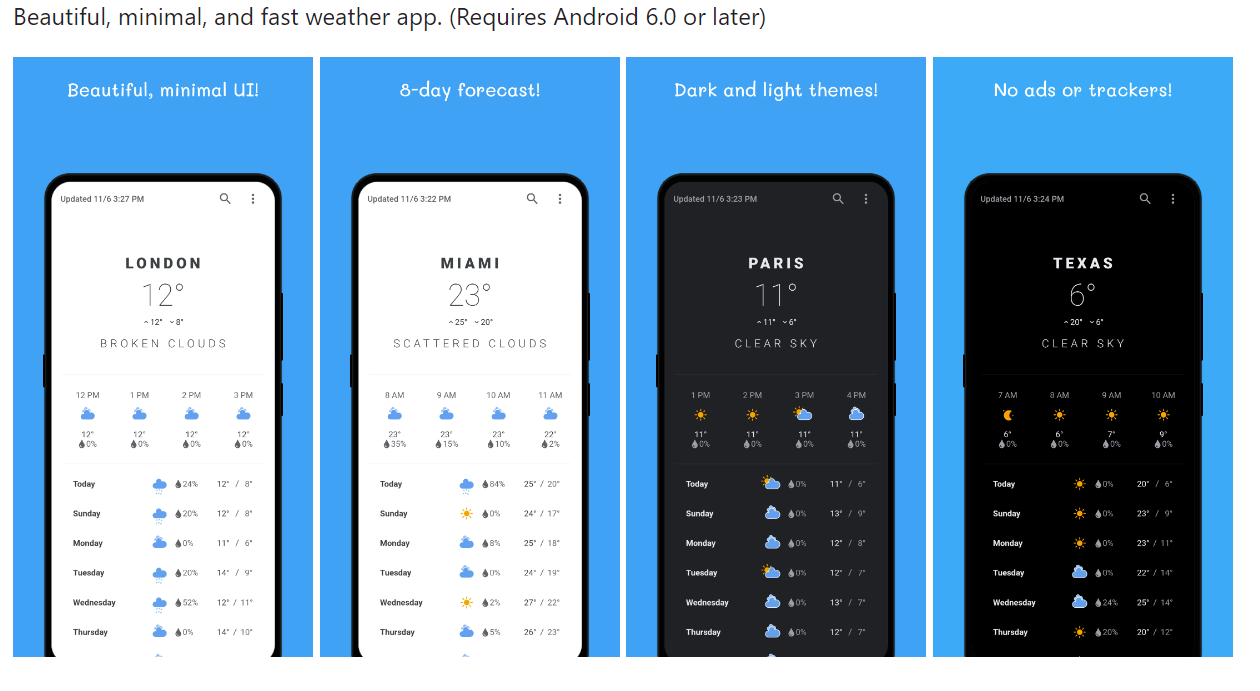 Beautiful, minimal, and fast weather app. (Requires Android 6.0 or later)
Beautiful, minimal UI!
Updated 11/6 3:27 PM
LONDON
12°
12° 8°
BROKEN CLOUDS
12 PM 1 PM 2 PM 3 PM
12° 12° 12° 12°
0% 0% 0% 0%
Today 24% 12° / 8°
Sunday 20% 12° / 8°
Monday 0% 11° / 6°
Tuesday 20% 14° / 9°
Wednesday 52% 12° / 11°
Thursday 0% 14° / 10°
8-day forecast!
Updated 11/6 3:22 PM
MIAMI
23°
25° 20°
SCATTERED CLOUDS
8 AM 9 AM 10 AM 11 AM
23° 23° 23° 22°
35% 15% 10% 2%
Today 84% 25° / 20°
Sunday 0% 24° / 17°
Monday 8% 25° / 18°
Tuesday 0% 24° / 19°
Wednesday 2% 27° / 22°
Thursday 5% 26° / 23°
Dark and light themes!
Updated 11/6 3:23 PM
PARIS
11°
11° 6°
CLEAR SKY
1 PM 2 PM 3 PM 4 PM
11° 11° 11° 11°
0% 0% 0% 0%
Today 0% 11° / 6°
Sunday 0% 13° / 9°
Monday 0% 12° / 8°
Tuesday 0% 12° / 7°
Wednesday 0% 13° / 7°
Thursday 0% 12° / 7°
No ads or trackers!
Updated 11/6 3:24 PM
TEXAS
6°
20° 6°
CLEAR SKY
7 AM 8 AM 9 AM 10 AM
6° 6° 7° 9°
0% 0% 0% 0%
Today 0% 20° / 6°
Sunday 0% 23° / 9°
Monday 0% 23° / 11°
Tuesday 0% 22° / 14°
Wednesday 24% 25° / 14°
Thursday 20% 20° / 12°